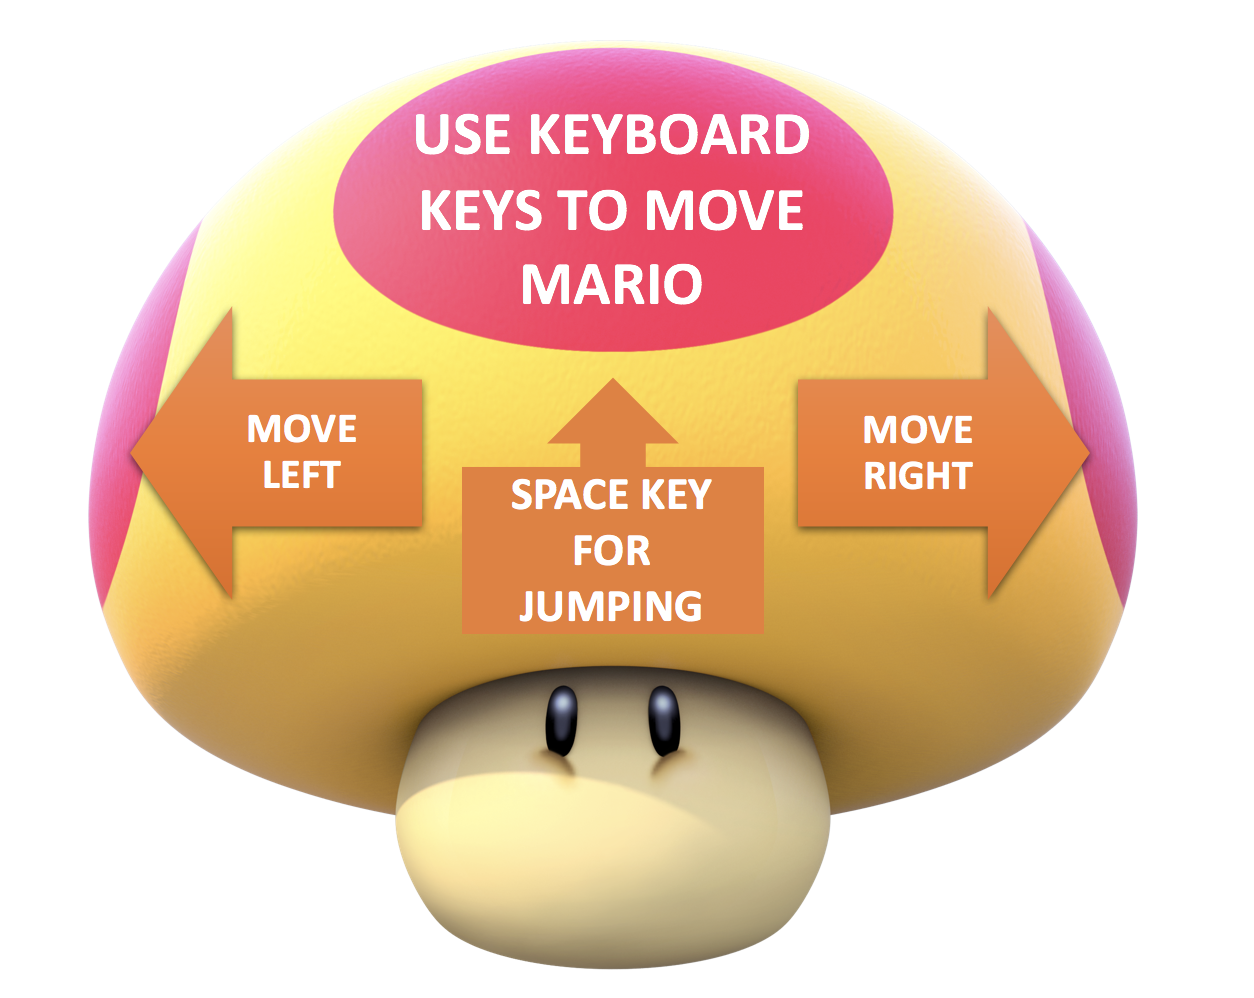 USE KEYBOARD
KEYS TO MOVE
MARIO
MOVE
LEFT
SPACE KEY
FOR
JUMPING
MOVE
RIGHT